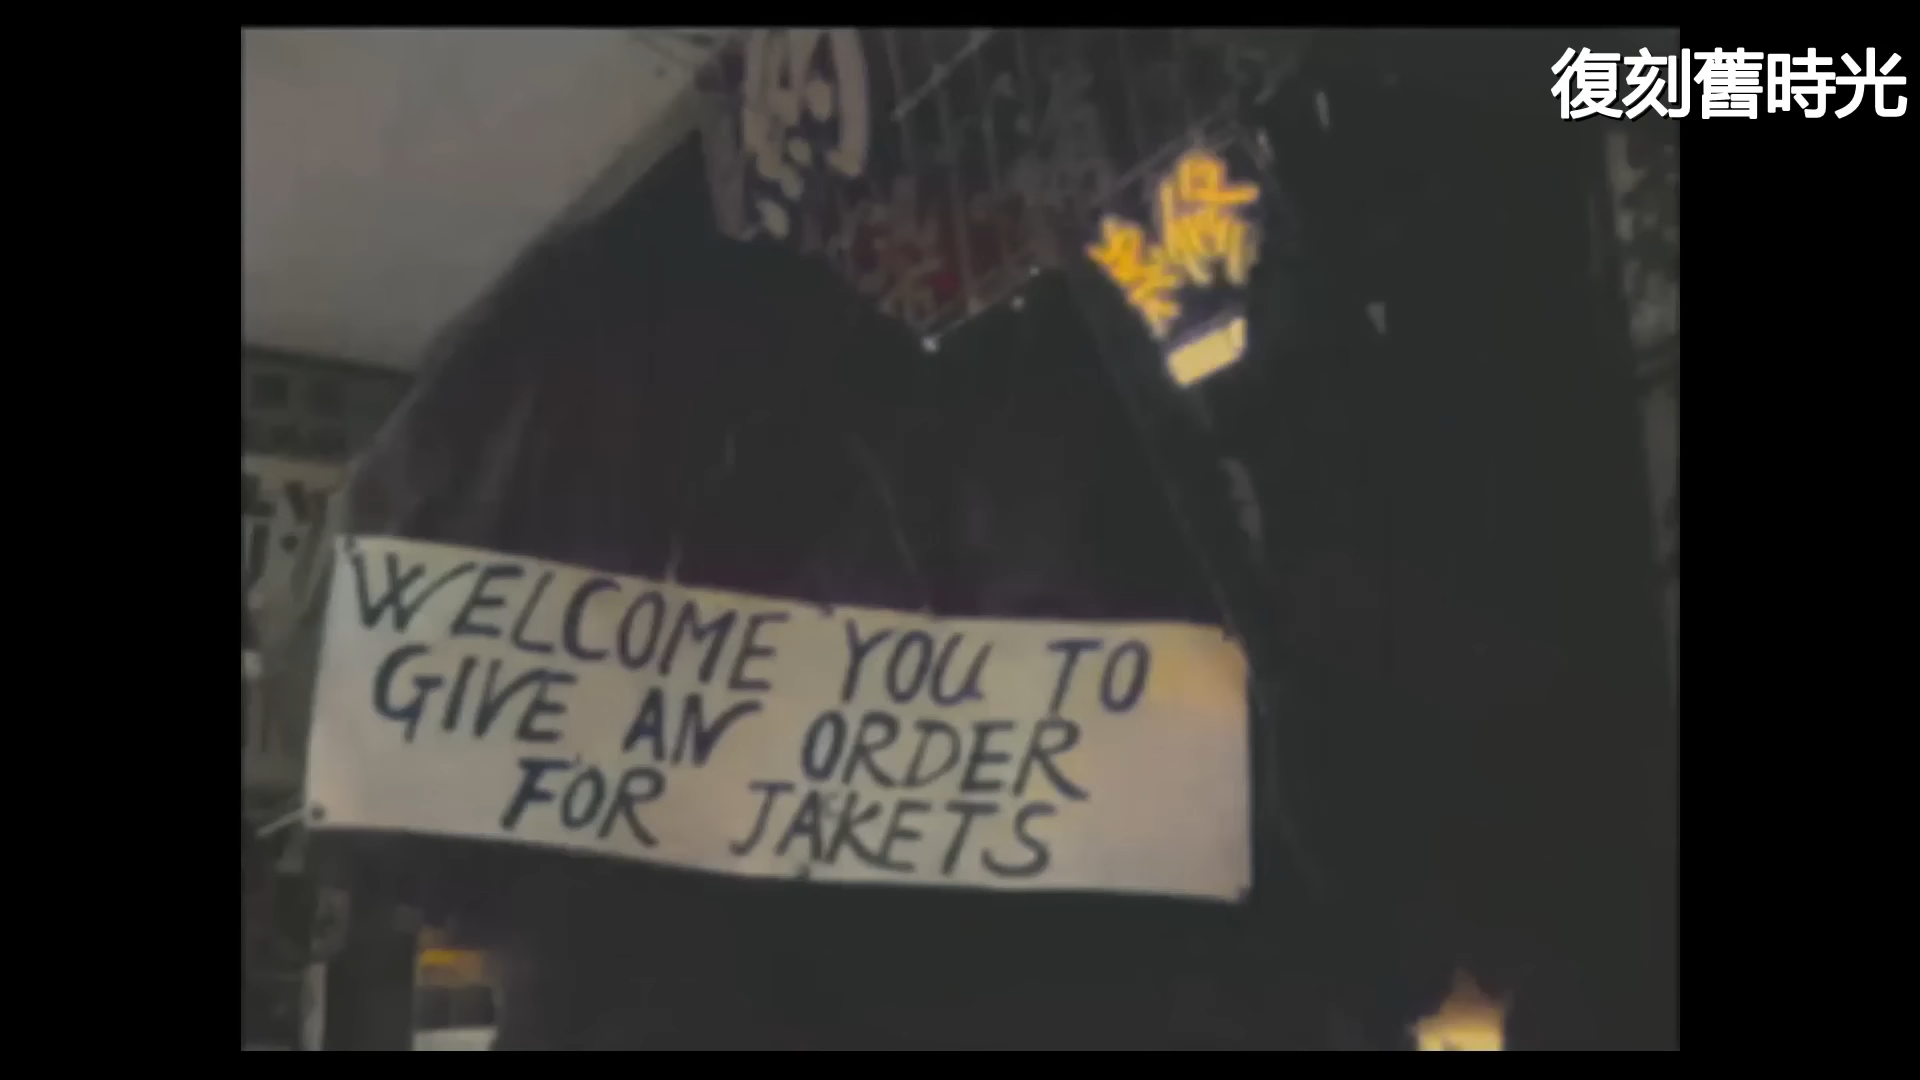 復刻舊時光
WELCOME YOU TO
GIVE AN ORDER
FOR JAKETS